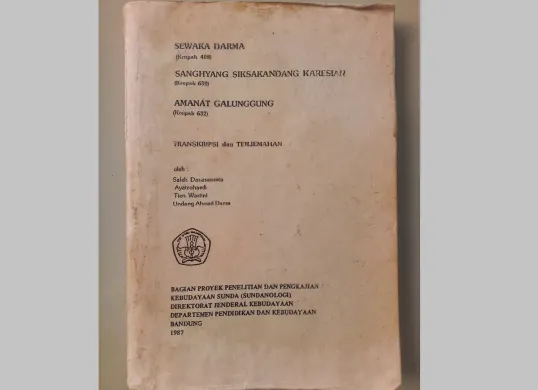 SEWAKA DARMA
(Kropak 408)
SANGHYANG SIKSAKANDANG KARESIAN
(Kropak 630)
AMANAT GALUNGGUNG
(Kropak 632)
TRANSKRIPSI dan TERJEMAHAN
oleh :
Saleh Danasasmita
Ayatrohaedi
Tien Wartini
Undang Ahmad Darsa
BAGIAN PROYEK PENELITIAN DAN PENGKAJIAN
KEBUDAYAAN SUNDA (SUNDANOLOGI)
DIREKTORAT JENDERAL KEBUDAYAAN
DEPARTEMEN PENDIDIKAN DAN KEBUDAYAAN
BANDUNG
1987